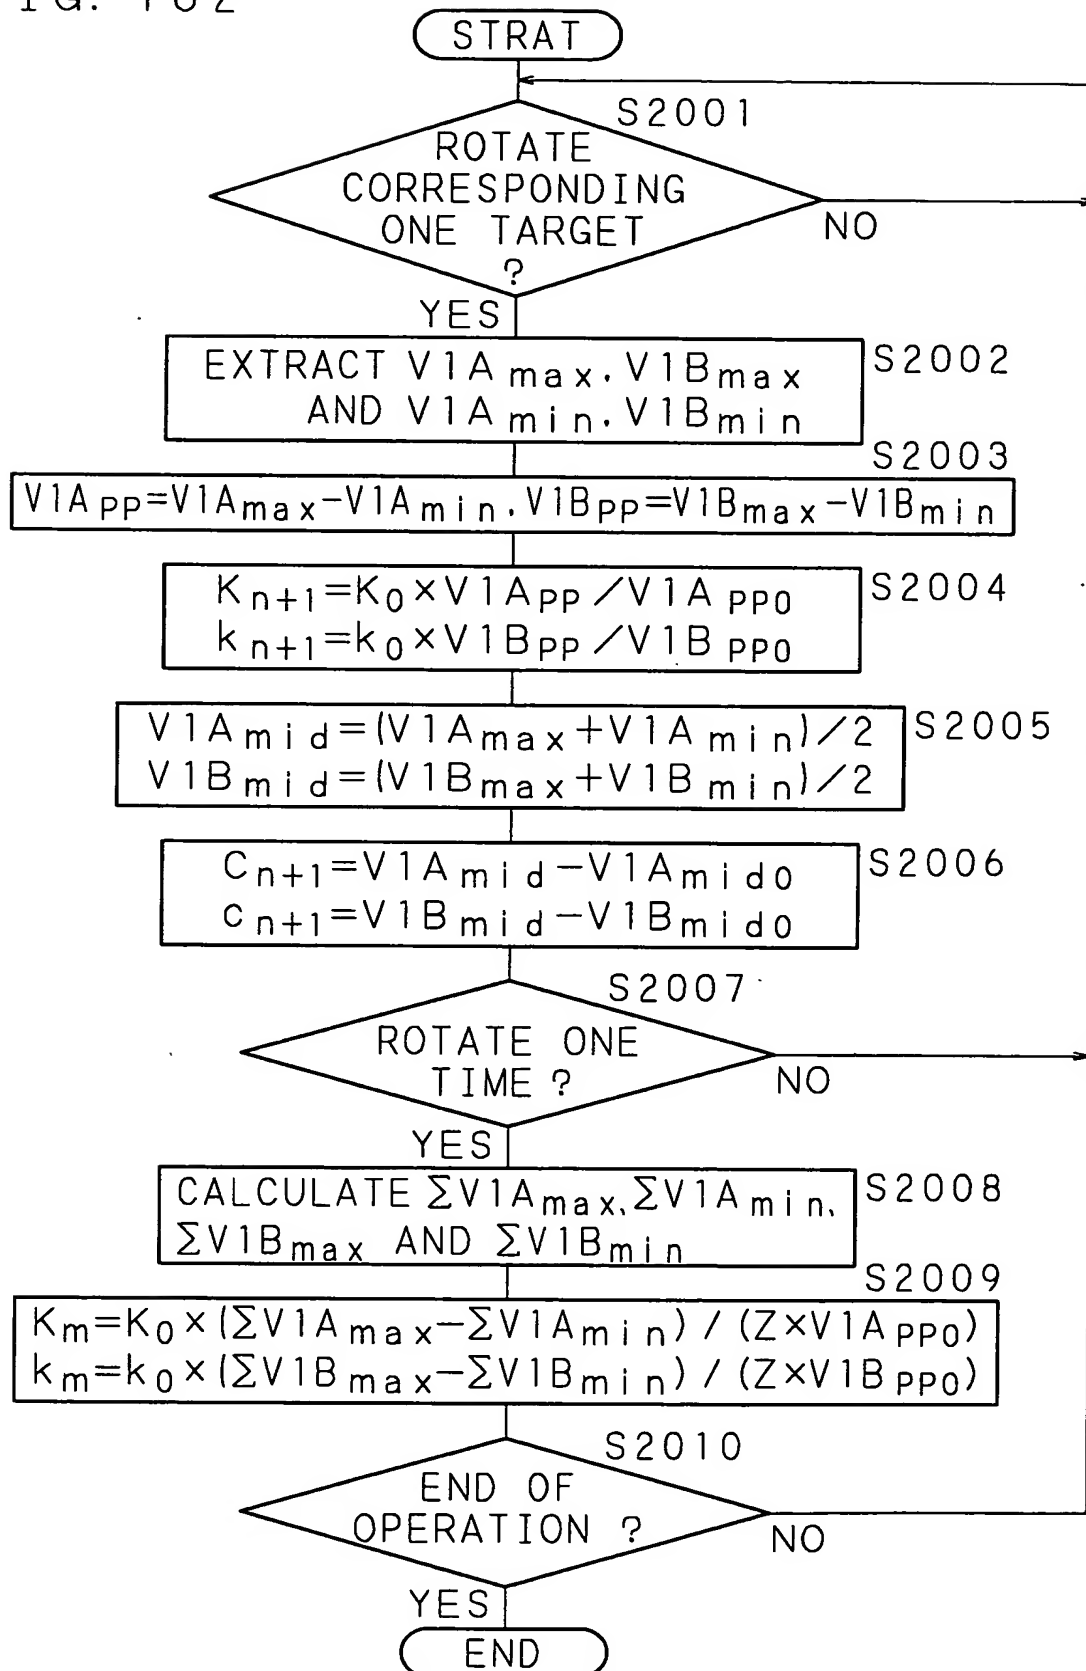 IG. 102
STRAT
S2001
ROTATE
CORRESPONDING
ONE TARGET
?
NO
YES
S2002
EXTRACT V1Amax, V1Bmax
AND V1Amin, V1Bmin
S2003
V1APP=V1Amax-V1Amin, V1BPP=V1Bmax-V1Bmin
S2004
Kn+1=K0×V1APP/V1APP0
kn+1=k0×V1BPP/V1BPP0
S2005
V1Amid=(V1Amax+V1Amin)/2
V1Bmid=(V1Bmax+V1Bmin)/2
S2006
Cn+1=V1Amid-V1Amid0
cn+1=V1Bmid-V1Bmid0
S2007
ROTATE ONE
TIME ?
NO
YES
S2008
CALCULATE ΣV1Amax, ΣV1Amin,
ΣV1Bmax AND ΣV1Bmin
S2009
Km=K0×(ΣV1Amax-ΣV1Amin)/(Z×V1APP0)
km=k0×(ΣV1Bmax-ΣV1Bmin)/(Z×V1BPP0)
S2010
END OF
OPERATION ?
NO
YES
END